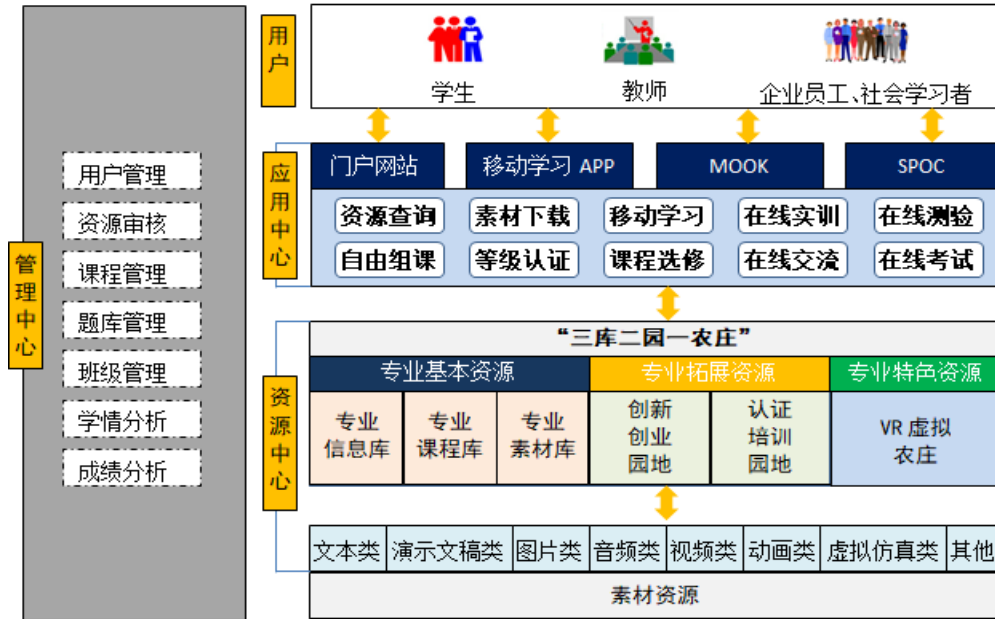 管理中心
用户管理
资源审核
课程管理
题库管理
班级管理
学情分析
成绩分析
用户
学生 教师 企业员工、社会学习者
应用中心
门户网站 移动学习 APP MOOK SPOC
资源查询 素材下载 移动学习 在线实训 在线测验
自由组课 等级认证 课程选修 在线交流 在线考试
资源中心
“三库二园一农庄”
专业基本资源 专业拓展资源 专业特色资源
专业
信息库
专业
课程库
专业
素材库
创新
创业
园地
认证
培训
园地
VR 虚拟
农庄
文本类 演示文稿类 图片类 音频类 视频类 动画类 虚拟仿真类 其他
素材资源